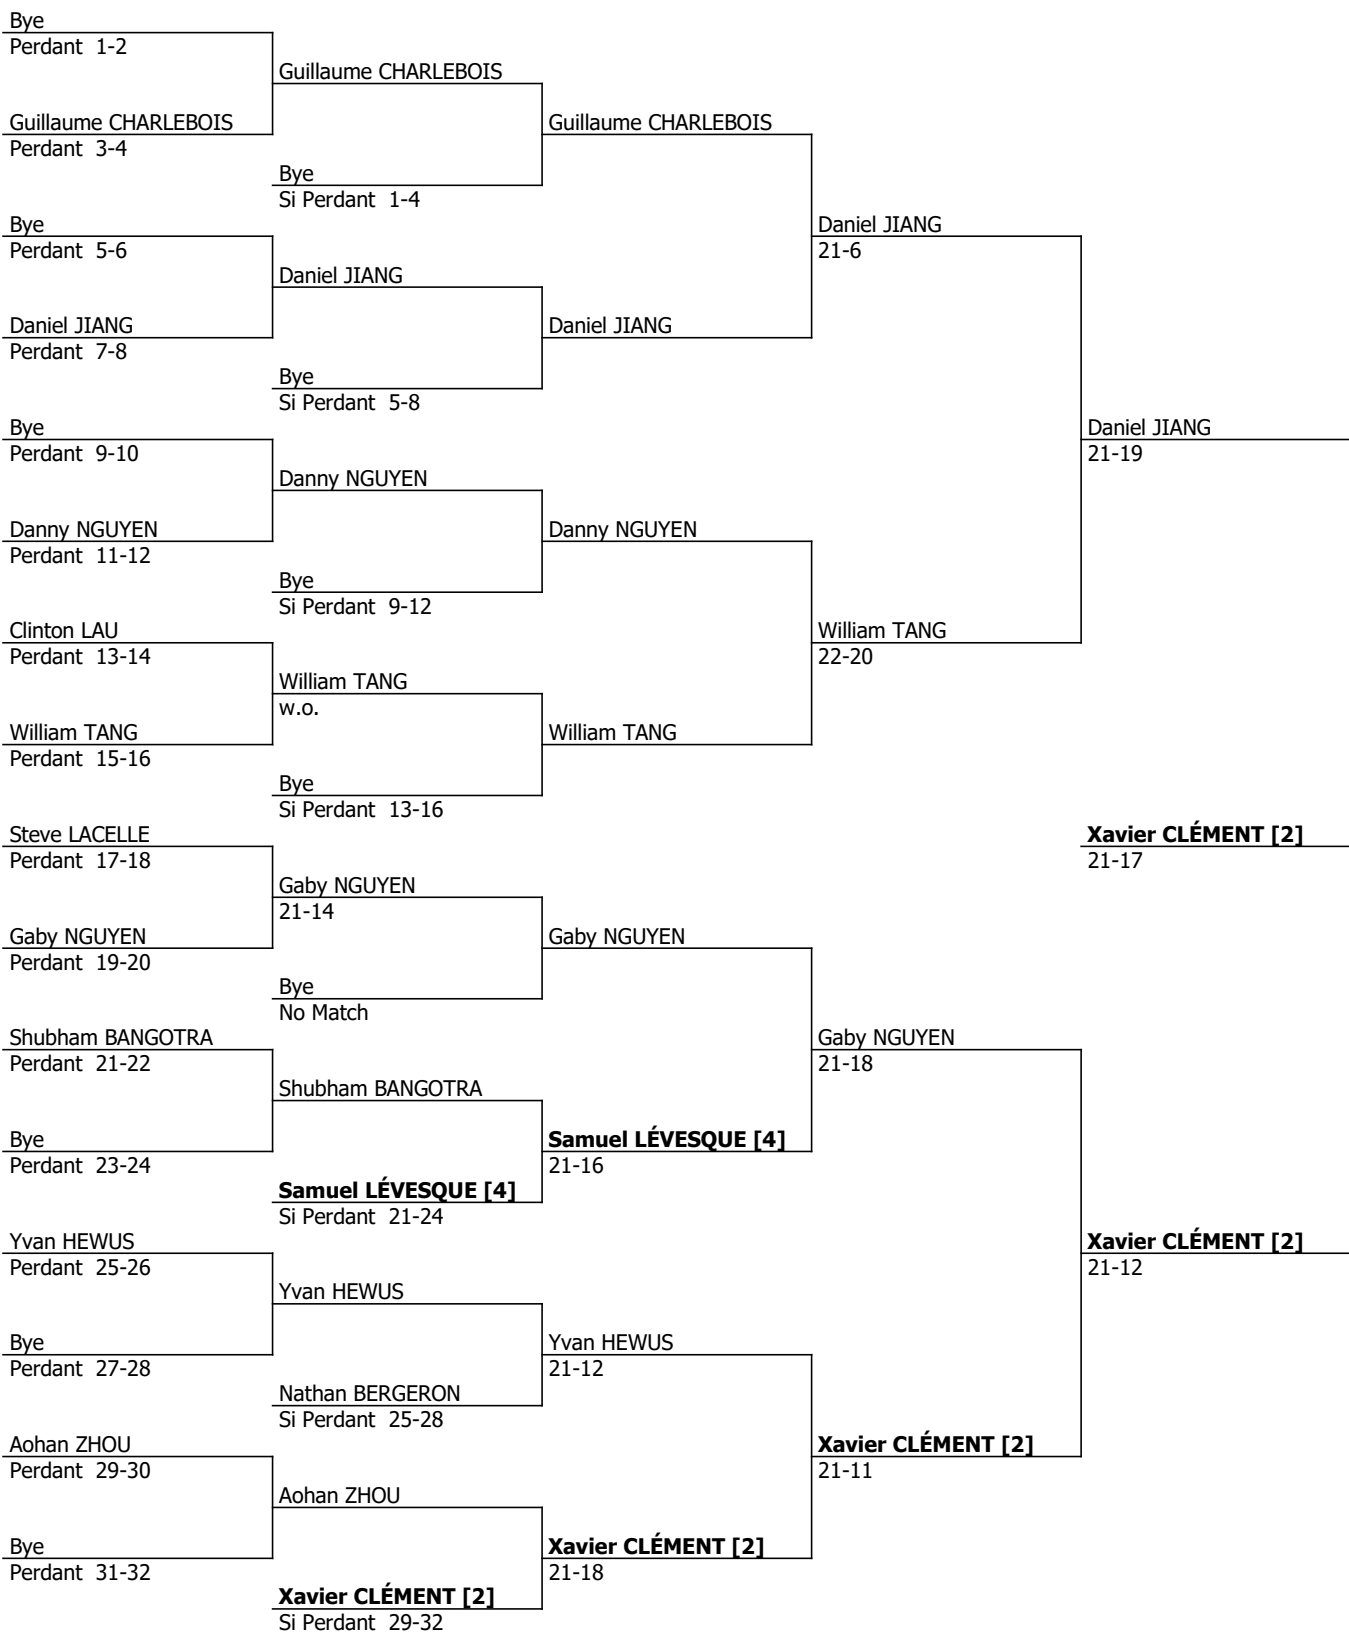 Bye
Perdant 1-2
Guillaume CHARLEBOIS
Guillaume CHARLEBOIS
Perdant 3-4
Guillaume CHARLEBOIS
Bye
Si Perdant 1-4
Bye
Perdant 5-6
Daniel JIANG
21-6
Daniel JIANG
Daniel JIANG
Perdant 7-8
Daniel JIANG
Bye
Si Perdant 5-8
Bye
Perdant 9-10
Daniel JIANG
21-19
Danny NGUYEN
Danny NGUYEN
Perdant 11-12
Danny NGUYEN
Bye
Si Perdant 9-12
Clinton LAU
Perdant 13-14
William TANG
22-20
William TANG
w.o.
William TANG
Perdant 15-16
William TANG
Bye
Si Perdant 13-16
Steve LACELLE
Perdant 17-18
Xavier CLÉMENT [2]
21-17
Gaby NGUYEN
21-14
Gaby NGUYEN
Perdant 19-20
Gaby NGUYEN
Bye
No Match
Shubham BANGOTRA
Perdant 21-22
Gaby NGUYEN
21-18
Shubham BANGOTRA
Bye
Perdant 23-24
Samuel LÉVESQUE [4]
21-16
Samuel LÉVESQUE [4]
Si Perdant 21-24
Yvan HEWUS
Perdant 25-26
Xavier CLÉMENT [2]
21-12
Yvan HEWUS
Bye
Perdant 27-28
Yvan HEWUS
21-12
Nathan BERGERON
Si Perdant 25-28
Aohan ZHOU
Perdant 29-30
Xavier CLÉMENT [2]
21-11
Aohan ZHOU
Bye
Perdant 31-32
Xavier CLÉMENT [2]
21-18
Xavier CLÉMENT [2]
Si Perdant 29-32